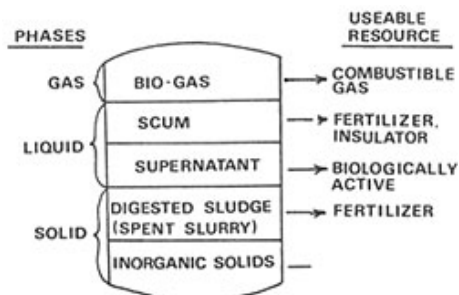 PHASES
USEABLE
RESOURCE
GAS
BIO-GAS
COMBUSTIBLE
GAS
LIQUID
SCUM
FERTILIZER.
INSULATOR
SUPERNATANT
BIOLOGICALLY
ACTIVE
SOLID
DIGESTED SLUDGE
(SPENT SLURRY)
FERTILIZER
INORGANIC SOLIDS